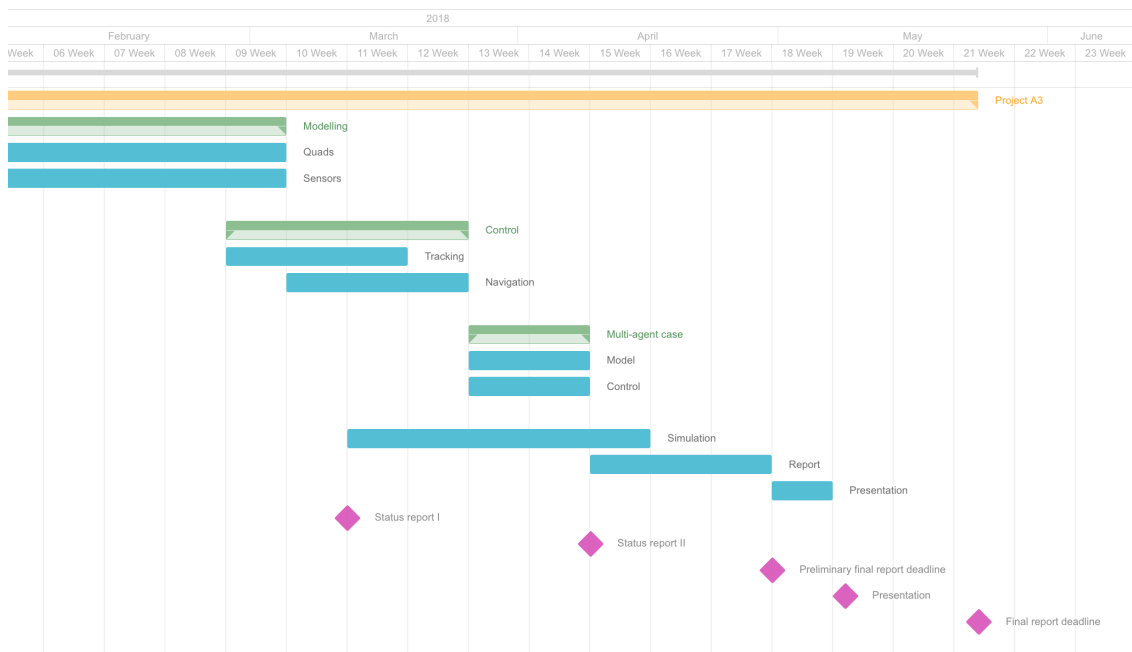 2018
February March April May June
Week 06 Week 07 Week 08 Week 09 Week 10 Week 11 Week 12 Week 13 Week 14 Week 15 Week 16 Week 17 Week 18 Week 19 Week 20 Week 21 Week 22 Week 23 Week
Project A3
Modelling
Quads
Sensors
Control
Tracking
Navigation
Multi-agent case
Model
Control
Simulation
Report
Presentation
Status report I
Status report II
Preliminary final report deadline
Presentation
Final report deadline